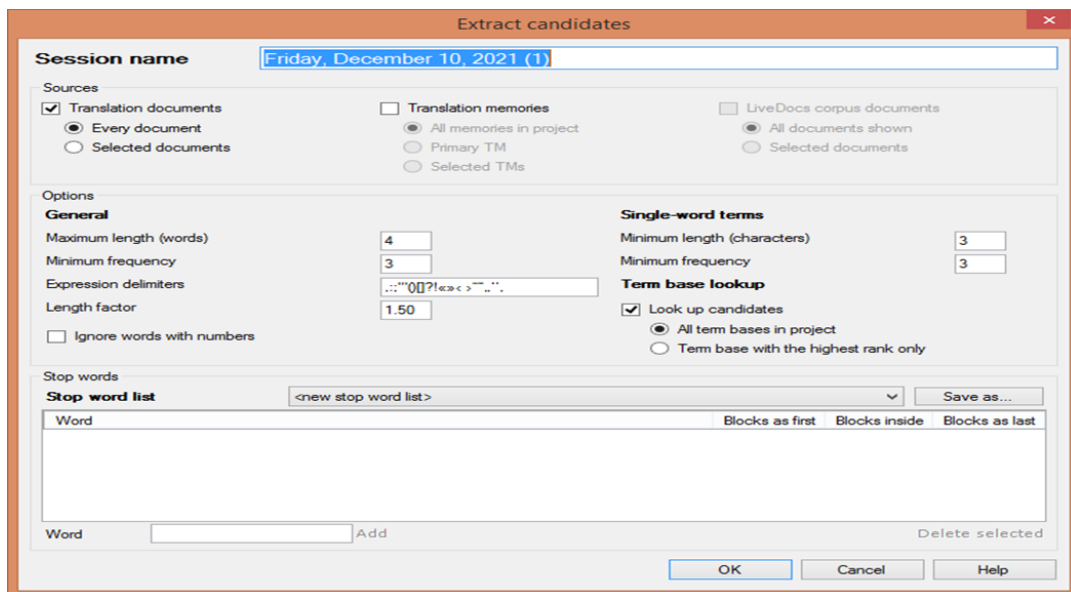 Extract candidates
Session name Friday, December 10, 2021 (1)
Sources
Translation documents Translation memories LiveDocs corpus documents
Every document All memories in project All documents shown
Selected documents Primary TM Selected documents
Selected TMs
Options
General Single-word terms
Maximum length (words) 4 Minimum length (characters) 3
Minimum frequency 3 Minimum frequency 3
Expression delimiters Term base lookup
Length factor 1.50 Look up candidates
All term bases in project
Ignore words with numbers
Term base with the highest rank only
Stop words
Stop word list <new stop word list> Save as...
Word Blocks as first Blocks inside Blocks as last
Word Add Delete selected
OK Cancel Help